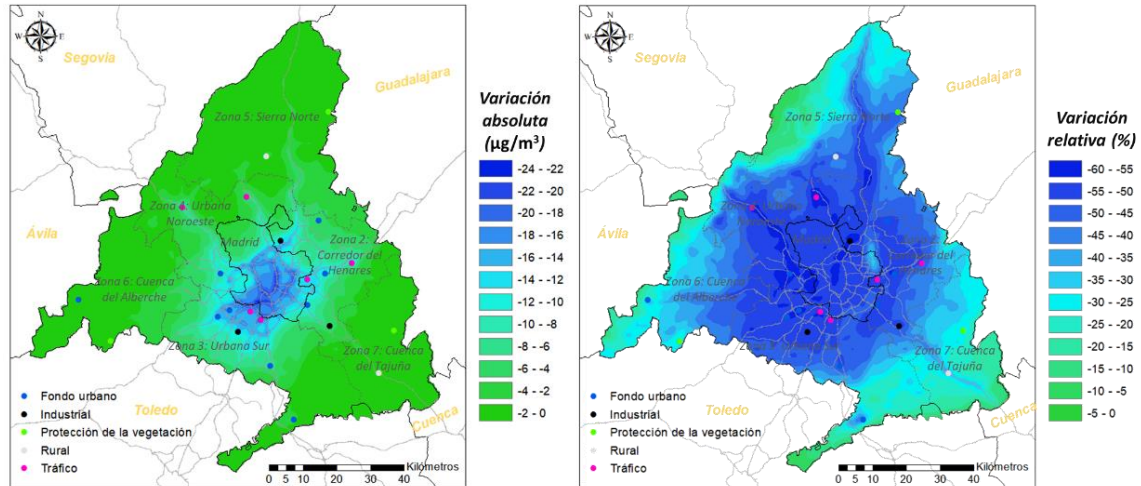 N
W E
S
Segovia
Guadalajara
Zona 5: Sierra Norte
Zona 4: Urbana
Noroeste
Madrid
Zona 2:
Corredor del
Henares
Ávila
Zona 6: Cuenca
del Alberche
Zona 3: Urbana Sur
Zona 7: Cuenca
del Tajuña
Toledo
Cuenca
Fondo urbano
Industrial
Protección de la vegetación
Rural
Tráfico
Kilómetros
0 5 10 20 30 40
Variación
absoluta
(µg/m³)
-24 - -22
-22 - -20
-20 - -18
-18 - -16
-16 - -14
-14 - -12
-12 - -10
-10 - -8
-8 - -6
-6 - -4
-4 - -2
-2 - 0
N
W E
S
Segovia
Guadalajara
Zona 5: Sierra Norte
Madrid
Corredor del
Henares
Ávila
Zona 6: Cuenca
del Alberche
Zona 7: Cuenca
del Tajuña
Toledo
Cuenca
Fondo urbano
Industrial
Protección de la vegetación
Rural
Tráfico
Kilómetros
0 5 10 20 30 40
Variación
relativa (%)
-60 - -55
-55 - -50
-50 - -45
-45 - -40
-40 - -35
-35 - -30
-30 - -25
-25 - -20
-20 - -15
-15 - -10
-10 - -5
-5 - 0